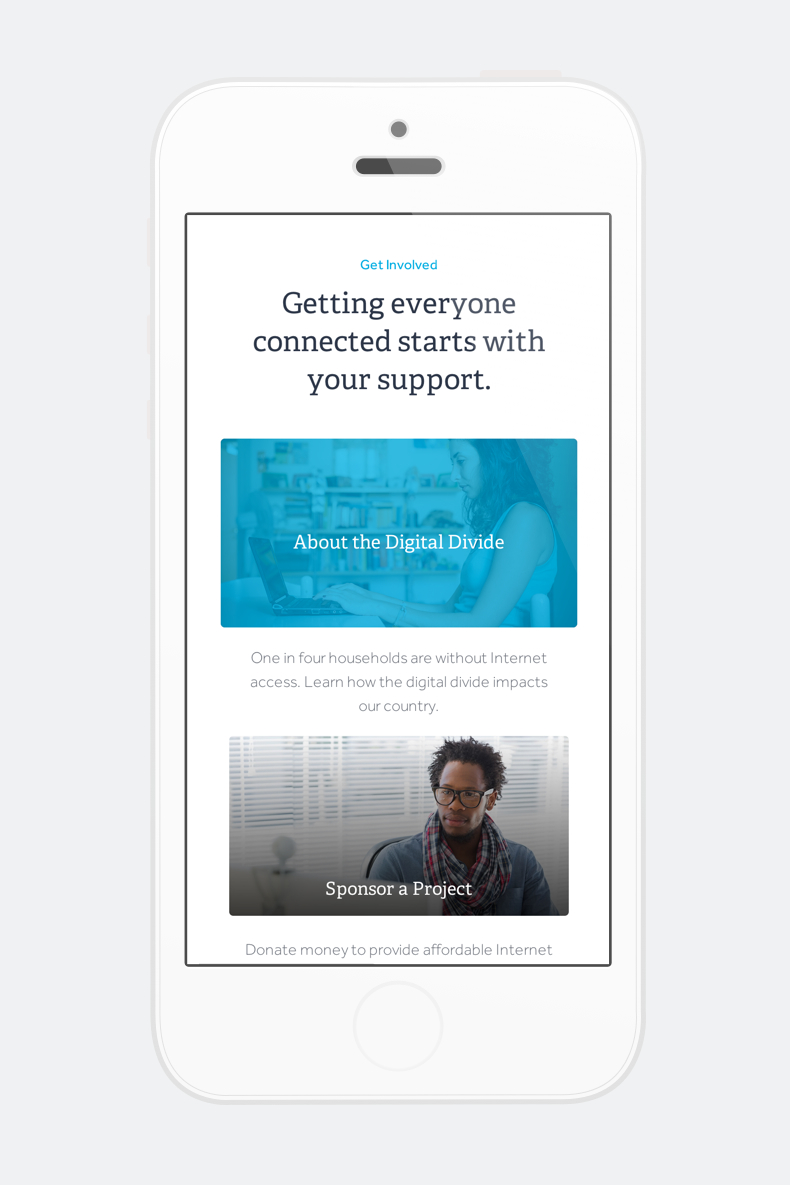 Get Involved
Getting everyone
connected starts with
your support.
About the Digital Divide
One in four households are without Internet
access. Learn how the digital divide impacts
our country.
Sponsor a Project
Donate money to provide affordable Internet